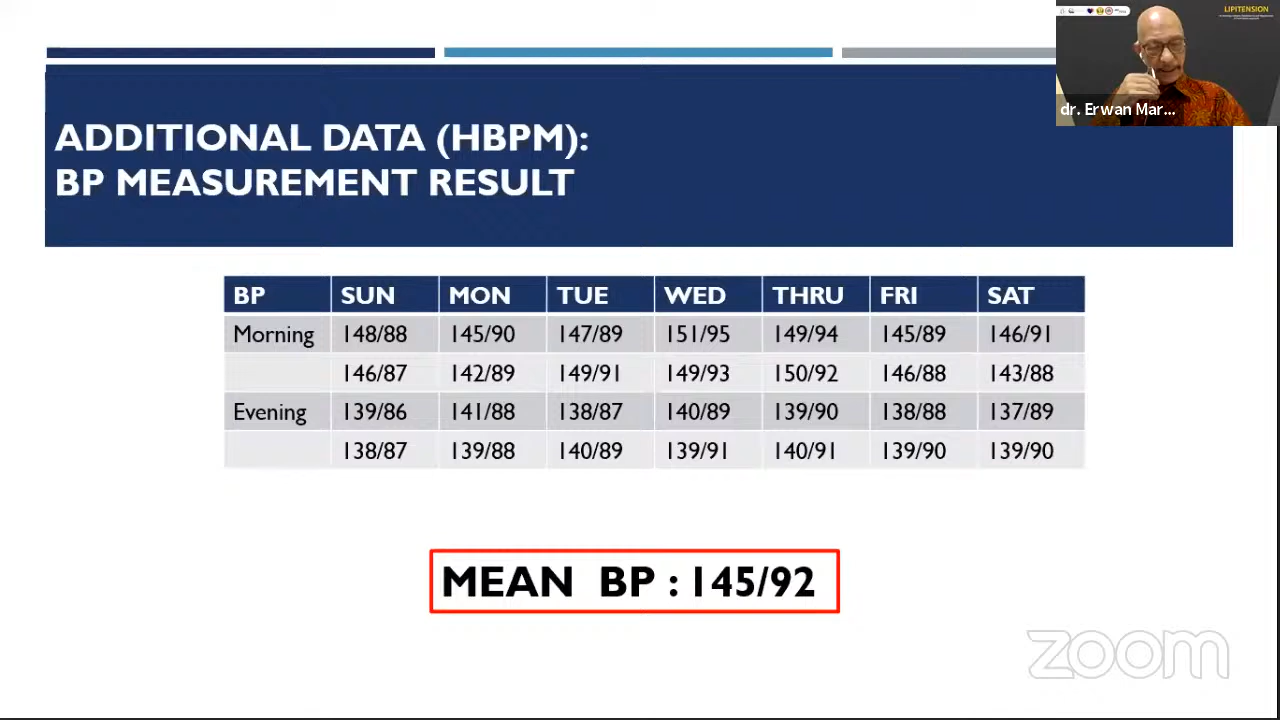 LIPITENSION
dr. Erwan Mar...
ADDITIONAL DATA (HBPM):
BP MEASUREMENT RESULT
BP SUN MON TUE WED THRU FRI SAT
Morning 148/88 145/90 147/89 151/95 149/94 145/89 146/91
146/87 142/89 149/91 149/93 150/92 146/88 143/88
Evening 139/86 141/88 138/87 140/89 139/90 138/88 137/89
138/87 139/88 140/89 139/91 140/91 139/90 139/90
MEAN BP : 145/92
zoom